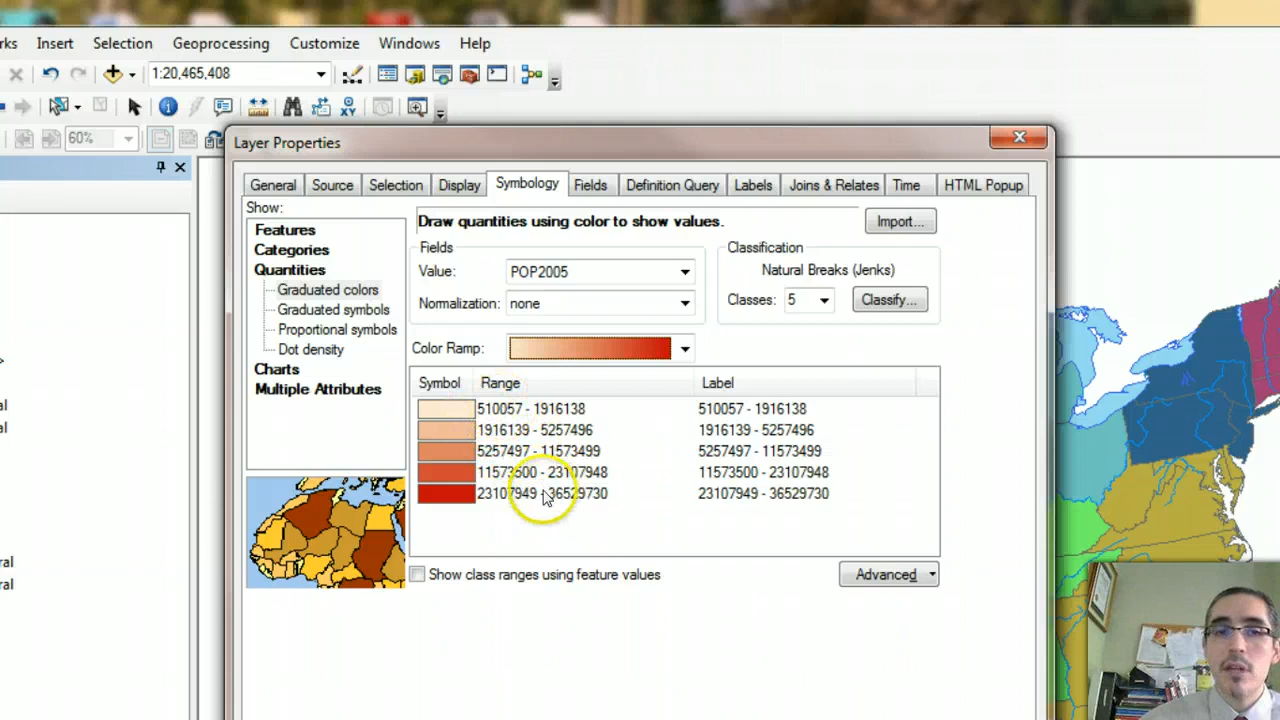 rks Insert Selection Geoprocessing Customize Windows Help
1:20,465,408
60%
Layer Properties
General Source Selection Display Symbology Fields Definition Query Labels Joins & Relates Time HTML Popup
Show:
Features
Categories
Quantities
Graduated colors
Graduated symbols
Proportional symbols
Dot density
Charts
Multiple Attributes
Draw quantities using color to show values.
Import...
Fields
Value: POP2005
Normalization: none
Classification
Natural Breaks (Jenks)
Classes: 5 Classify...
Color Ramp:
Symbol Range Label
510057 - 1916138 510057 - 1916138
1916139 - 5257496 1916139 - 5257496
5257497 - 11573499 5257497 - 11573499
11573500 - 23107948 11573500 - 23107948
23107949 - 36529730 23107949 - 36529730
Show class ranges using feature values
Advanced
al
al
ral
ral